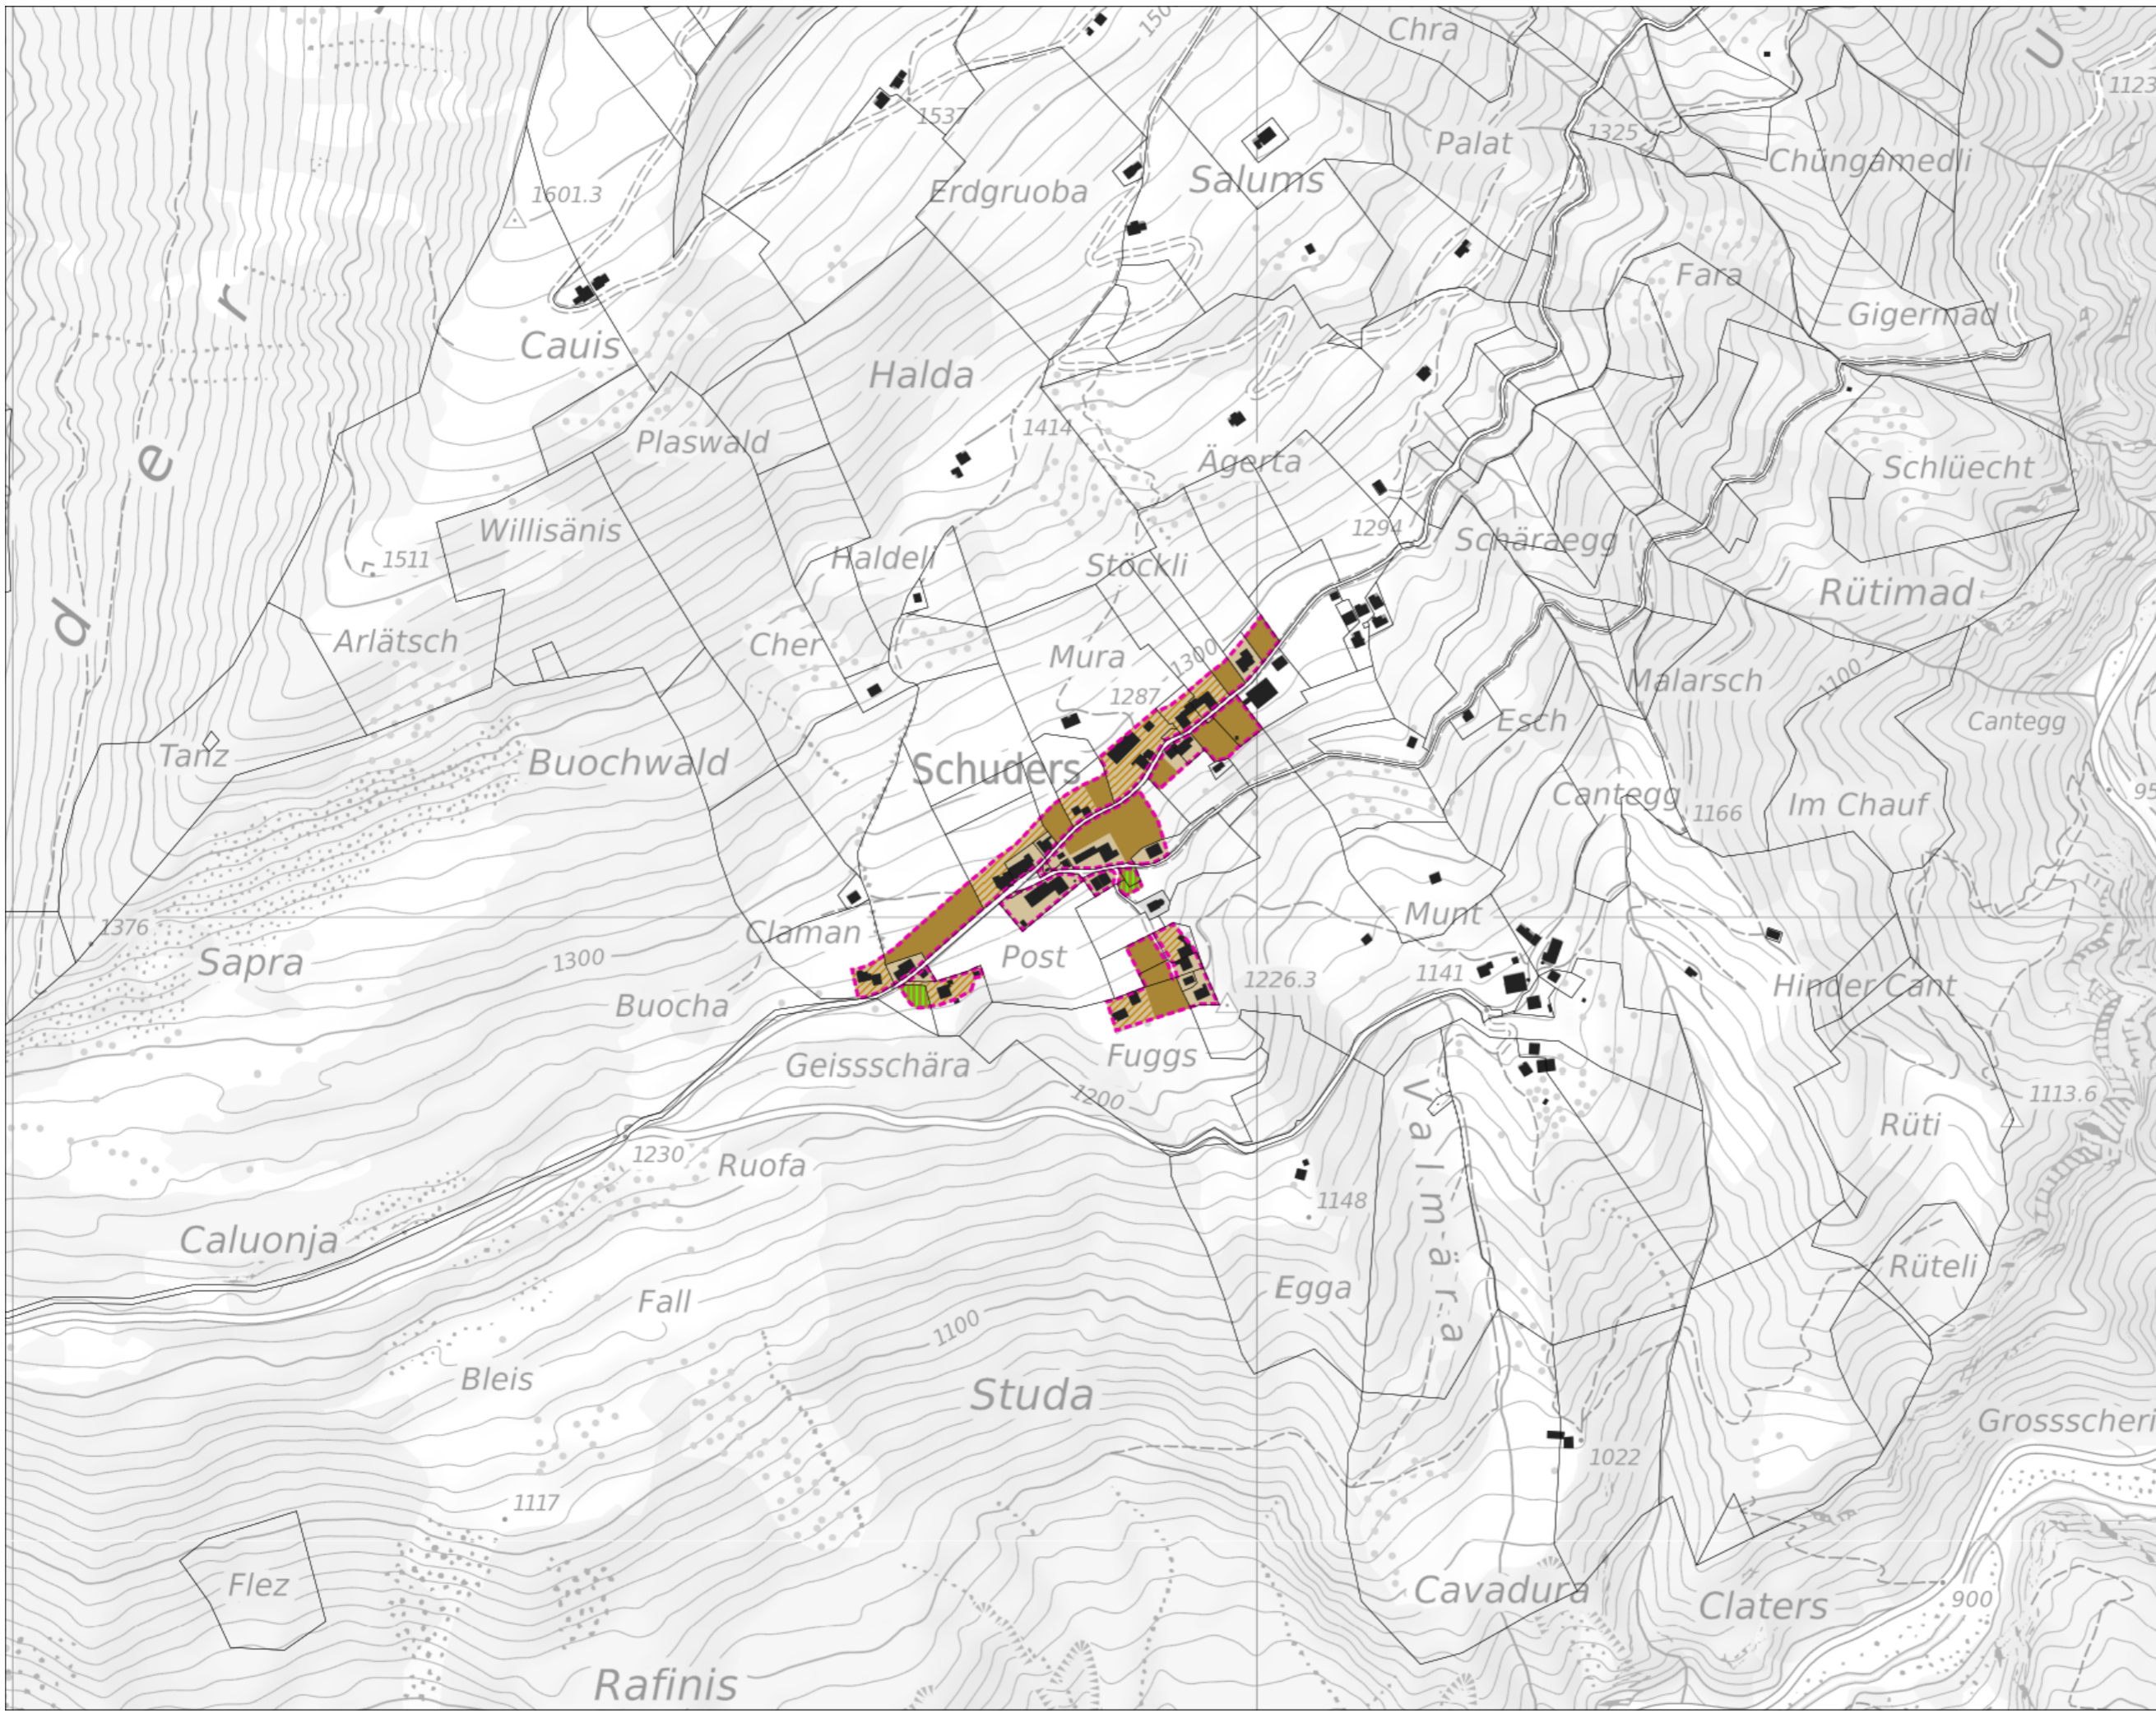 Chra
U
1123
150
1537
1325
Palat
Chüngamedli
1601.3
Erdgruoba
Salums
r
Fara
Gigermad
Cauis
Halda
1414
Plaswald
Ägerta
e
Schlüecht
Willisänis
1294
Schäraegg
1511
Haldeli
Stöckli
Rütimad
d
Arlätsch
Cher
Mura
1300
1287
Malarsch
1100
Esch
Cantegg
Tanz
Buochwald
Schuders
Cantegg
1166
Im Chauf
95
1376
Claman
Munt
Sapra
1300
Post
1226.3
1141
Hinder Cant
Buocha
Geissschära
Fuggs
1200
1113.6
Rüti
1230
Ruofa
Valmära
1148
Caluonja
Fall
Egga
Rüteli
1100
Bleis
Studa
Grossscheri
1022
1117
Flez
Cavadura
Claters
900
Rafinis